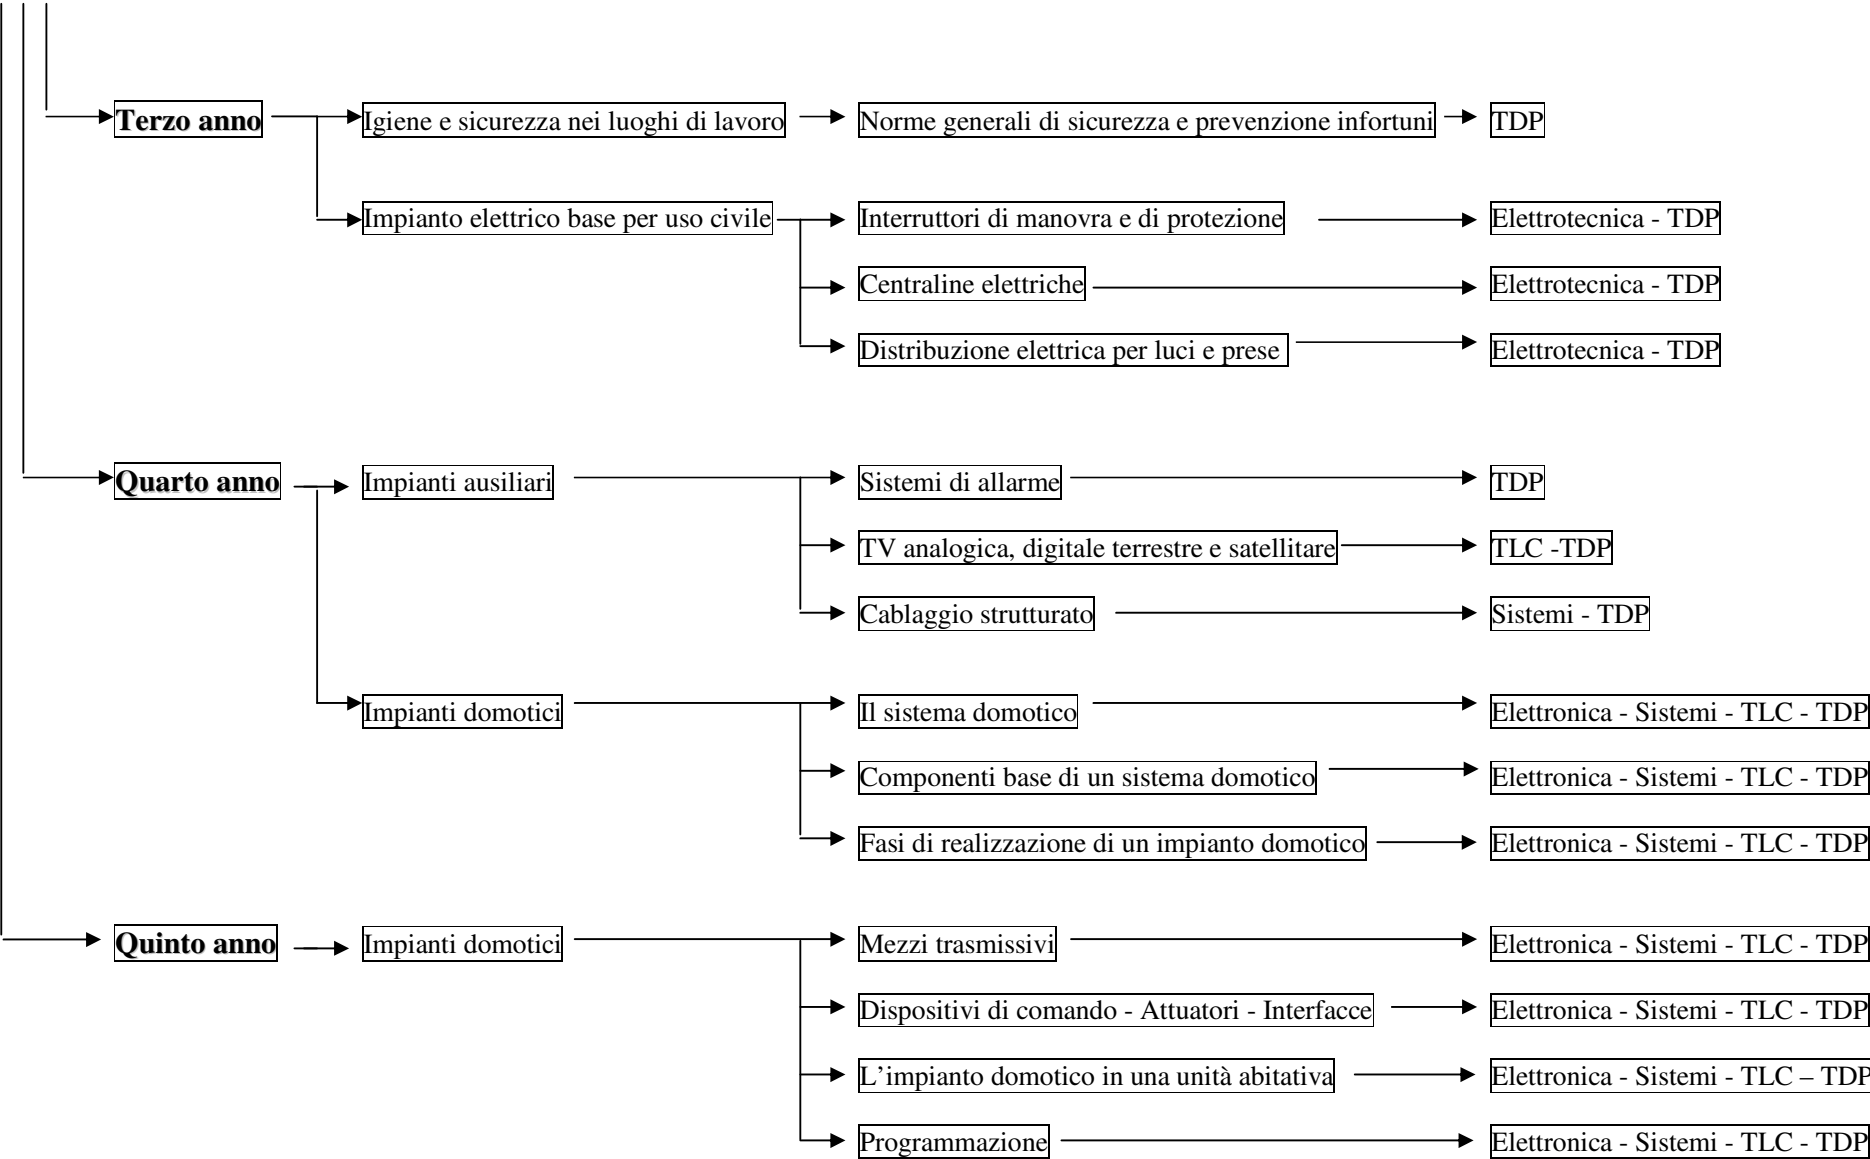 Terzo anno Igiene e sicurezza nei luoghi di lavoro Norme generali di sicurezza e prevenzione infortuni TDP
Impianto elettrico base per uso civile Interruttori di manovra e di protezione Elettrotecnica - TDP
Centraline elettriche Elettrotecnica - TDP
Distribuzione elettrica per luci e prese Elettrotecnica - TDP
Quarto anno Impianti ausiliari Sistemi di allarme TDP
TV analogica, digitale terrestre e satellitare TLC -TDP
Cablaggio strutturato Sistemi - TDP
Impianti domotici Il sistema domotico Elettronica - Sistemi - TLC - TDP
Componenti base di un sistema domotico Elettronica - Sistemi - TLC - TDP
Fasi di realizzazione di un impianto domotico Elettronica - Sistemi - TLC - TDP
Quinto anno Impianti domotici Mezzi trasmissivi Elettronica - Sistemi - TLC - TDP
Dispositivi di comando - Attuatori - Interfacce Elettronica - Sistemi - TLC - TDP
L’impianto domotico in una unità abitativa Elettronica - Sistemi - TLC – TDP
Programmazione Elettronica - Sistemi - TLC - TDP